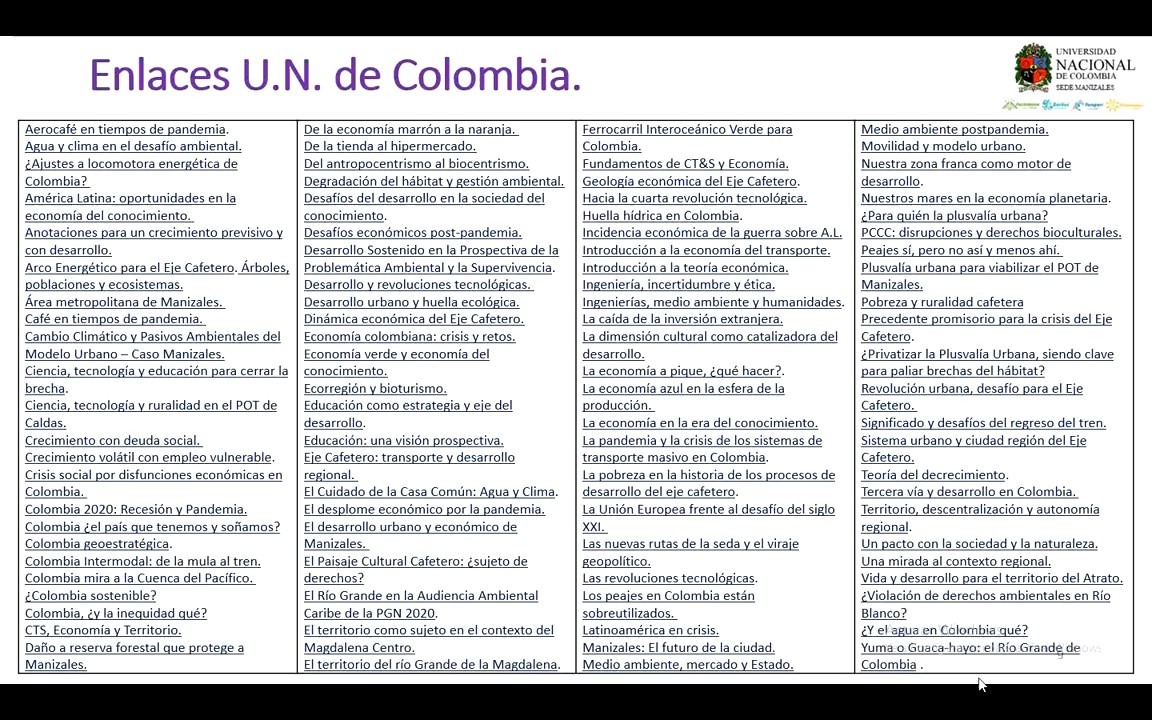 Enlaces U.N. de Colombia.
UNIVERSIDAD
NACIONAL
DE COLOMBIA
SEDE MANIZALES
Aerocafé en tiempos de pandemia.
Agua y clima en el desafío ambiental.
¿Ajustes a locomotora energética de
Colombia?
América Latina: oportunidades en la
economía del conocimiento.
Anotaciones para un crecimiento previsivo y
con desarrollo.
Arco Energético para el Eje Cafetero. Árboles,
poblaciones y ecosistemas.
Área metropolitana de Manizales.
Café en tiempos de pandemia.
Cambio Climático y Pasivos Ambientales del
Modelo Urbano – Caso Manizales.
Ciencia, tecnología y educación para cerrar la
brecha.
Ciencia, tecnología y ruralidad en el POT de
Caldas.
Crecimiento con deuda social.
Crecimiento volátil con empleo vulnerable.
Crisis social por disfunciones económicas en
Colombia.
Colombia 2020: Recesión y Pandemia.
Colombia ¿el país que tenemos y soñamos?
Colombia geoestratégica.
Colombia Intermodal: de la mula al tren.
Colombia mira a la Cuenca del Pacífico.
¿Colombia sostenible?
Colombia, ¿y la inequidad qué?
CTS, Economía y Territorio.
Daño a reserva forestal que protege a
Manizales.
De la economía marrón a la naranja.
De la tienda al hipermercado.
Del antropocentrismo al biocentrismo.
Degradación del hábitat y gestión ambiental.
Desafíos del desarrollo en la sociedad del
conocimiento.
Desafíos económicos post-pandemia.
Desarrollo Sostenido en la Prospectiva de la
Problemática Ambiental y la Supervivencia.
Desarrollo y revoluciones tecnológicas.
Desarrollo urbano y huella ecológica.
Dinámica económica del Eje Cafetero.
Economía colombiana: crisis y retos.
Economía verde y economía del
conocimiento.
Ecorregión y bioturismo.
Educación como estrategia y eje del
desarrollo.
Educación: una visión prospectiva.
Eje Cafetero: transporte y desarrollo
regional.
El Cuidado de la Casa Común: Agua y Clima.
El desplome económico por la pandemia.
El desarrollo urbano y económico de
Manizales.
El Paisaje Cultural Cafetero: ¿sujeto de
derechos?
El Río Grande en la Audiencia Ambiental
Caribe de la PGN 2020.
El territorio como sujeto en el contexto del
Magdalena Centro.
El territorio del río Grande de la Magdalena.
Ferrocarril Interoceánico Verde para
Colombia.
Fundamentos de CT&S y Economía.
Geología económica del Eje Cafetero.
Hacia la cuarta revolución tecnológica.
Huella hídrica en Colombia.
Incidencia económica de la guerra sobre A.L.
Introducción a la economía del transporte.
Introducción a la teoría económica.
Ingeniería, incertidumbre y ética.
Ingenierías, medio ambiente y humanidades.
La caída de la inversión extranjera.
La dimensión cultural como catalizadora del
desarrollo.
La economía a pique, ¿qué hacer?.
La economía azul en la esfera de la
producción.
La economía en la era del conocimiento.
La pandemia y la crisis de los sistemas de
transporte masivo en Colombia.
La pobreza en la historia de los procesos de
desarrollo del eje cafetero.
La Unión Europea frente al desafío del siglo
XXI.
Las nuevas rutas de la seda y el viraje
geopolítico.
Las revoluciones tecnológicas.
Los peajes en Colombia están
sobreutilizados.
Latinoamérica en crisis.
Manizales: El futuro de la ciudad.
Medio ambiente, mercado y Estado.
Medio ambiente postpandemia.
Movilidad y modelo urbano.
Nuestra zona franca como motor de
desarrollo.
Nuestros mares en la economía planetaria.
¿Para quién la plusvalía urbana?
PCCC: disrupciones y derechos bioculturales.
Peajes sí, pero no así y menos ahí.
Plusvalía urbana para viabilizar el POT de
Manizales.
Pobreza y ruralidad cafetera
Precedente promisorio para la crisis del Eje
Cafetero.
¿Privatizar la Plusvalía Urbana, siendo clave
para paliar brechas del hábitat?
Revolución urbana, desafío para el Eje
Cafetero.
Significado y desafíos del regreso del tren.
Sistema urbano y ciudad región del Eje
Cafetero.
Teoría del decrecimiento.
Tercera vía y desarrollo en Colombia.
Territorio, descentralización y autonomía
regional.
Un pacto con la sociedad y la naturaleza.
Una mirada al contexto regional.
Vida y desarrollo para el territorio del Atrato.
¿Violación de derechos ambientales en Río
Blanco?
¿Y el agua en Colombia qué?
Yuma o Guaca-hayo: el Río Grande de
Colombia .
9